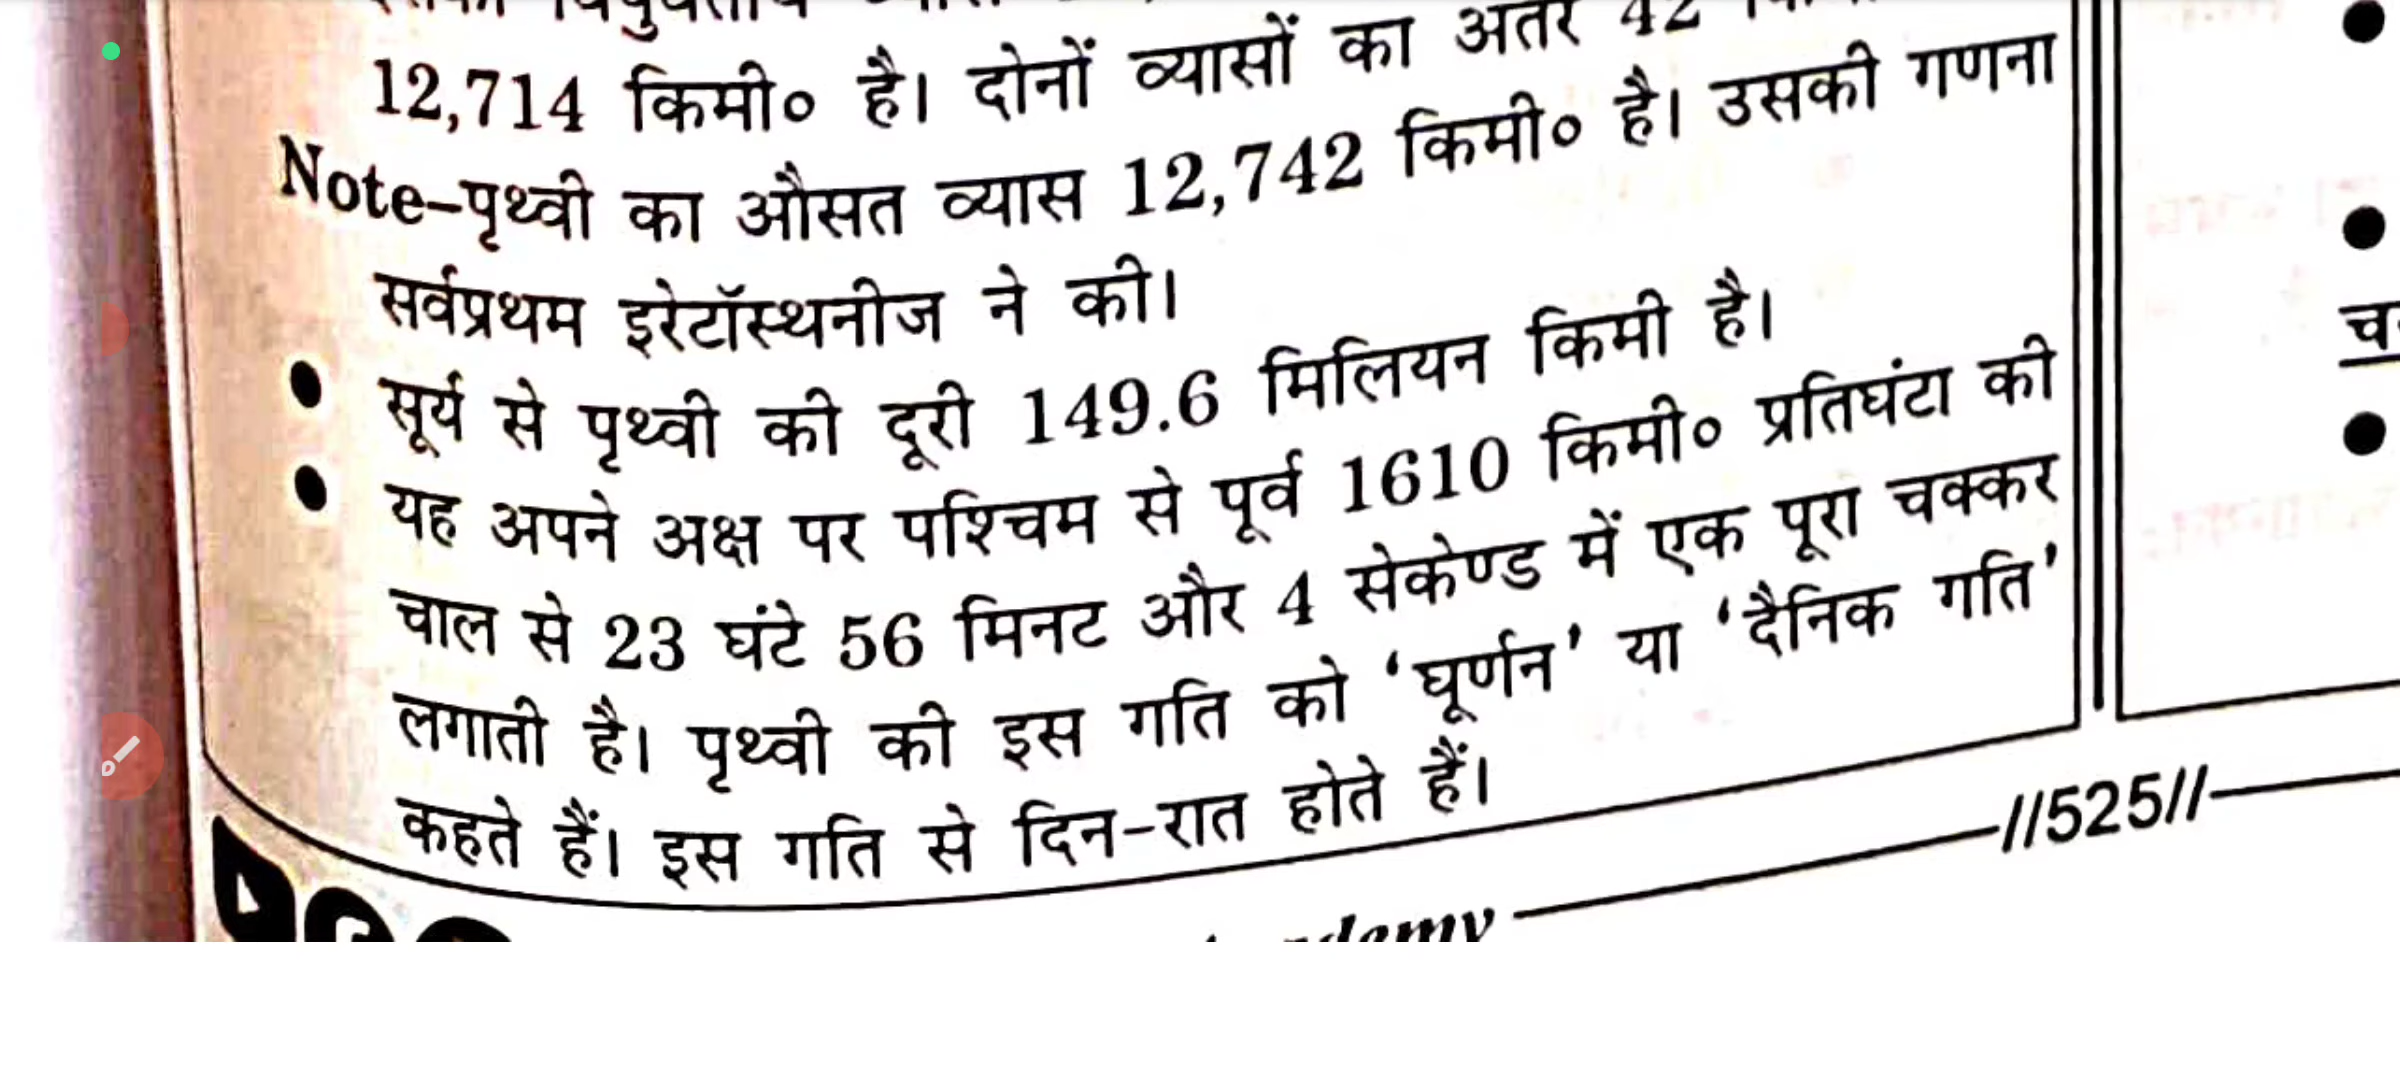 12,714 किमी० है। दोनों व्यासों का अंतर 42
Note–पृथ्वी का औसत व्यास 12,742 किमी० है। उसकी गणना
सर्वप्रथम इरेटॉस्थनीज ने की।
● सूर्य से पृथ्वी की दूरी 149.6 मिलियन किमी है।
● यह अपने अक्ष पर पश्चिम से पूर्व 1610 किमी० प्रतिघंटा की
चाल से 23 घंटे 56 मिनट और 4 सेकेण्ड में एक पूरा चक्कर
लगाती है। पृथ्वी की इस गति को ‘घूर्णन’ या ‘दैनिक गति’
कहते हैं। इस गति से दिन-रात होते हैं।
//525//